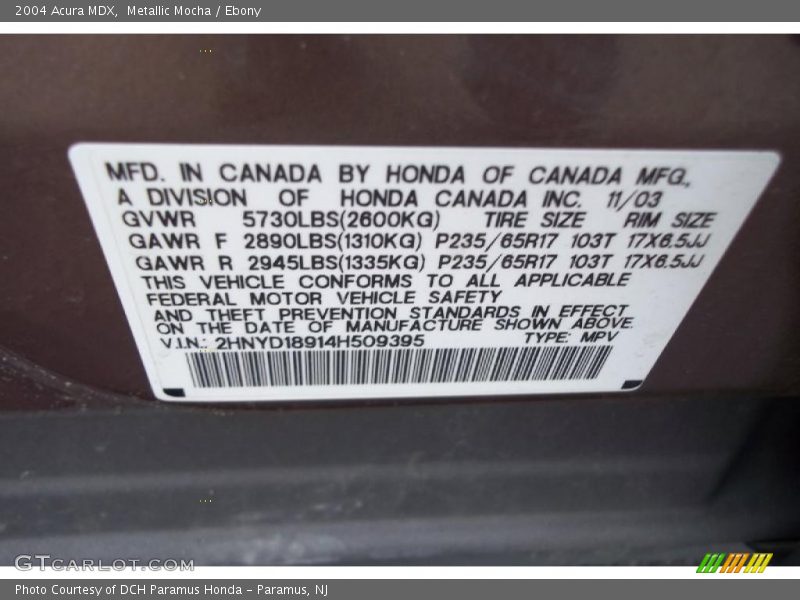 2004 Acura MDX, Metallic Mocha / Ebony
MFD. IN CANADA BY HONDA OF CANADA MFG.,
A DIVISION OF HONDA CANADA INC. 11/03
GVWR 5730LBS(2600KG) TIRE SIZE RIM SIZE
GAWR F 2890LBS(1310KG) P235/65R17 103T 17X6.5JJ
GAWR R 2945LBS(1335KG) P235/65R17 103T 17X6.5JJ
THIS VEHICLE CONFORMS TO ALL APPLICABLE
FEDERAL MOTOR VEHICLE SAFETY
AND THEFT PREVENTION STANDARDS IN EFFECT
ON THE DATE OF MANUFACTURE SHOWN ABOVE.
V.I.N.: 2HNYD18914H509395 TYPE: MPV
GTCARLOT.COM
Photo Courtesy of DCH Paramus Honda - Paramus, NJ